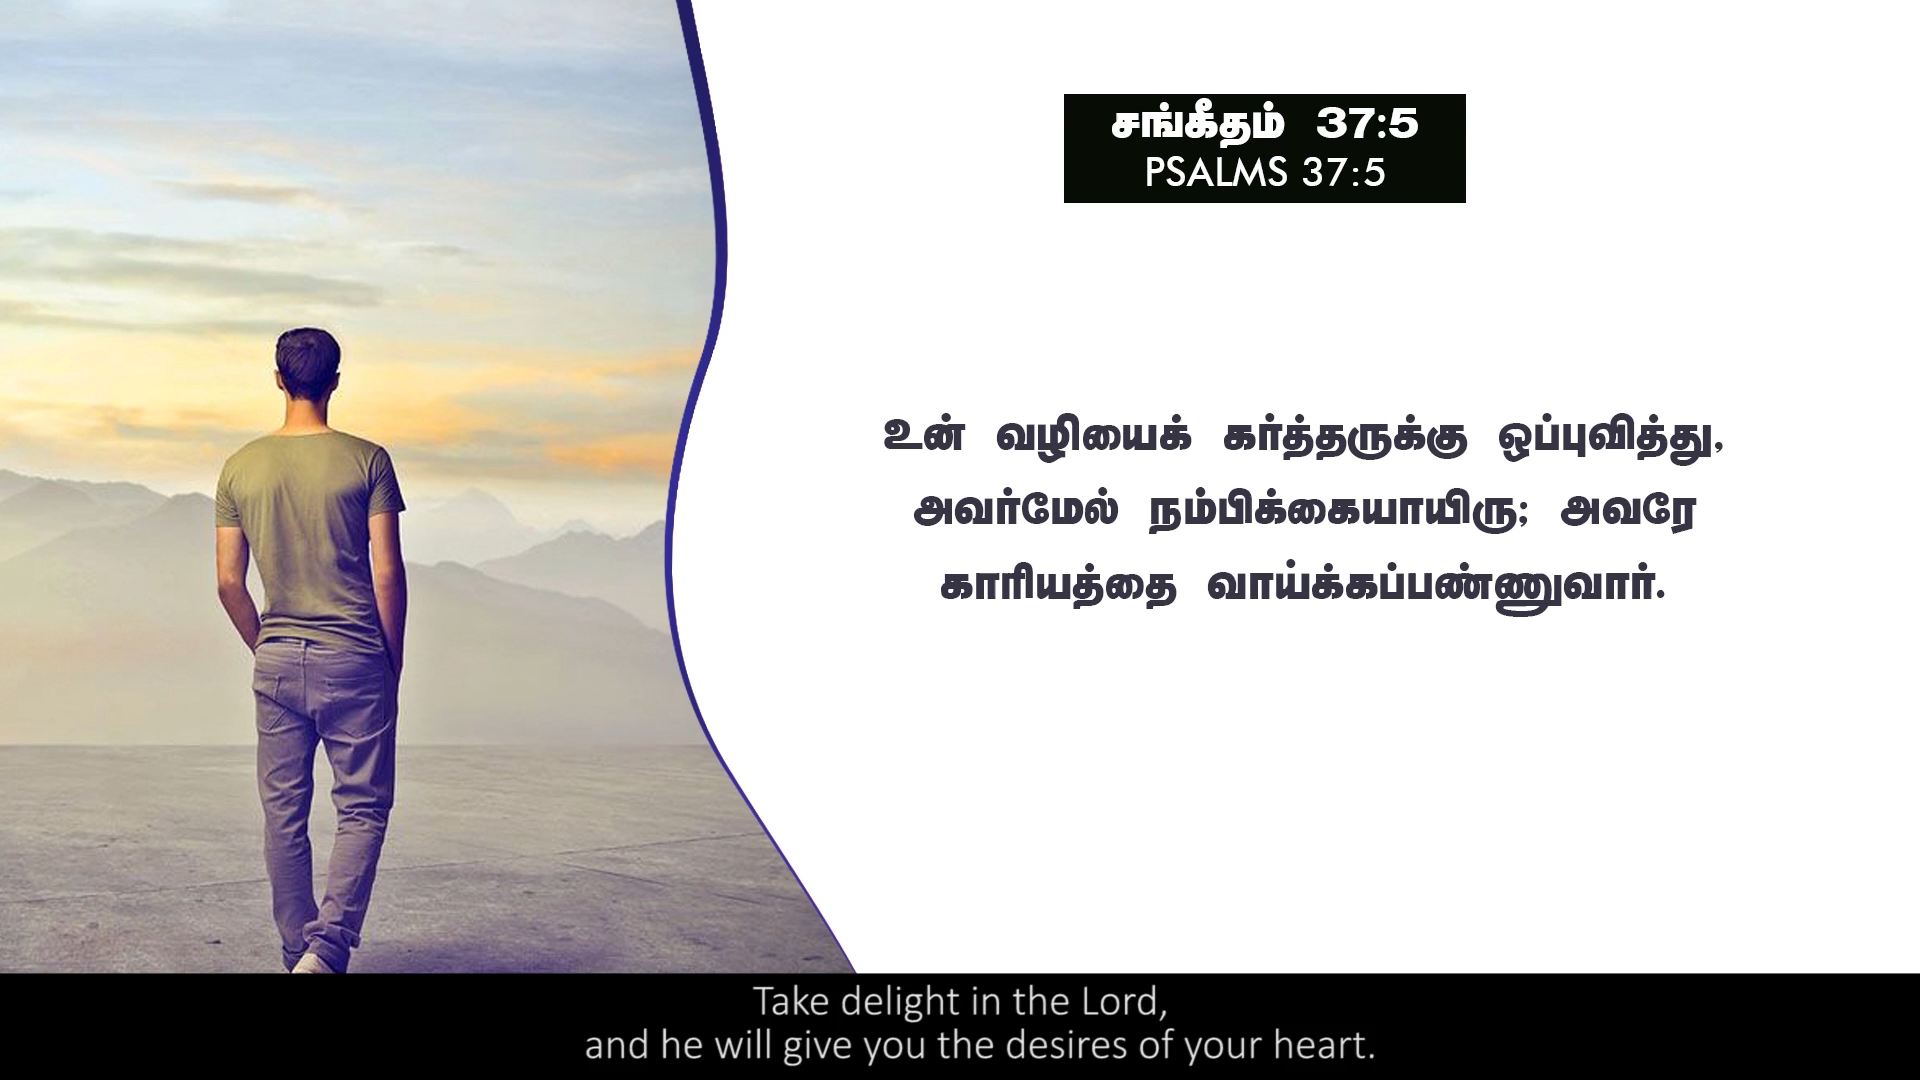 சங்கீதம் 37:5
PSALMS 37:5
உன் வழியைக் கர்த்தருக்கு ஒப்புவித்து,
அவர்மேல் நம்பிக்கையாயிரு; அவரே
காரியத்தை வாய்க்கப்பண்ணுவார்.
Take delight in the Lord,
and he will give you the desires of your heart.